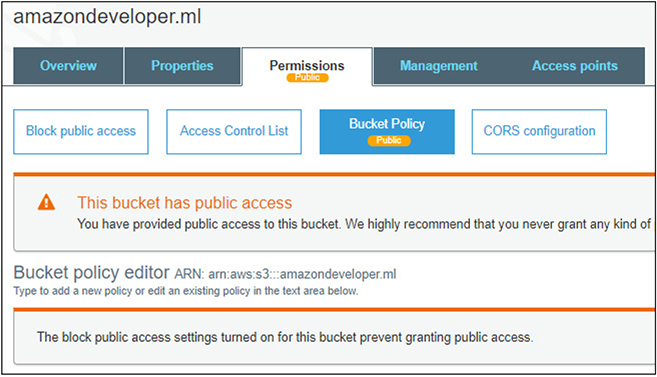 amazondeveloper.ml
Overview Properties Permissions Management Access points
Public
Block public access Access Control List Bucket Policy CORS configuration
Public
This bucket has public access
You have provided public access to this bucket. We highly recommend that you never grant any kind of
Bucket policy editor ARN: arn:aws:s3:::amazondeveloper.ml
Type to add a new policy or edit an existing policy in the text area below.
The block public access settings turned on for this bucket prevent granting public access.